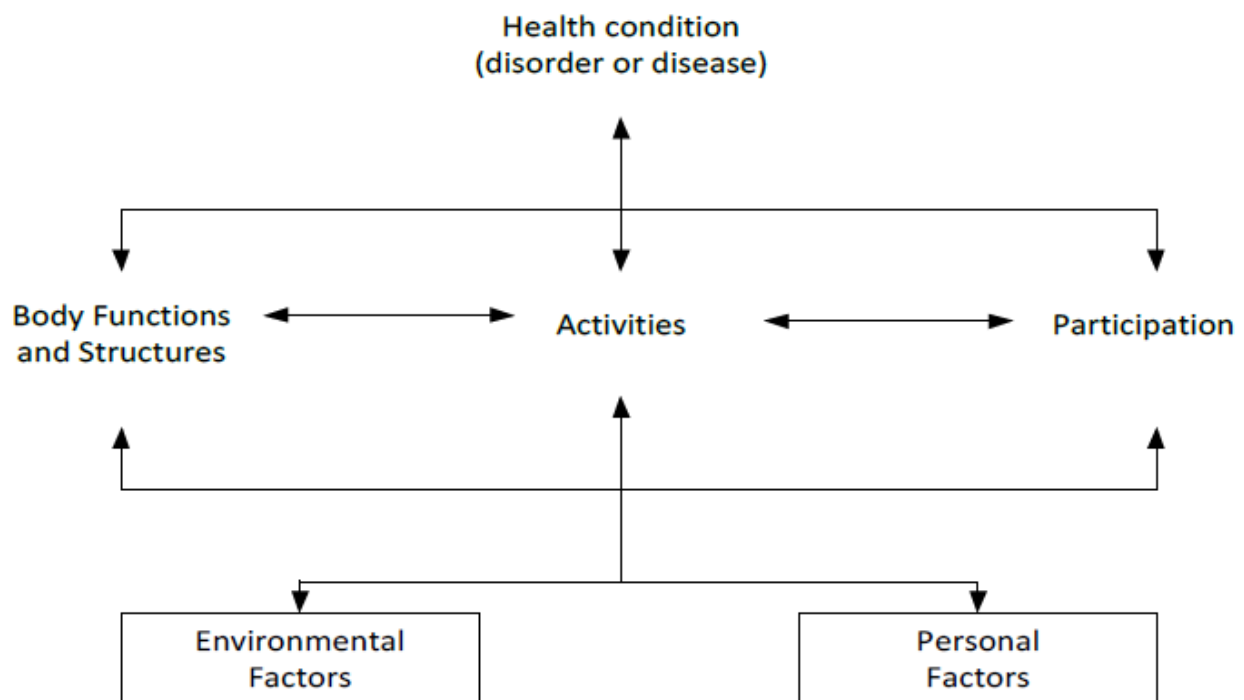 Health condition
(disorder or disease)
Body Functions
and Structures
Activities
Participation
Environmental
Factors
Personal
Factors